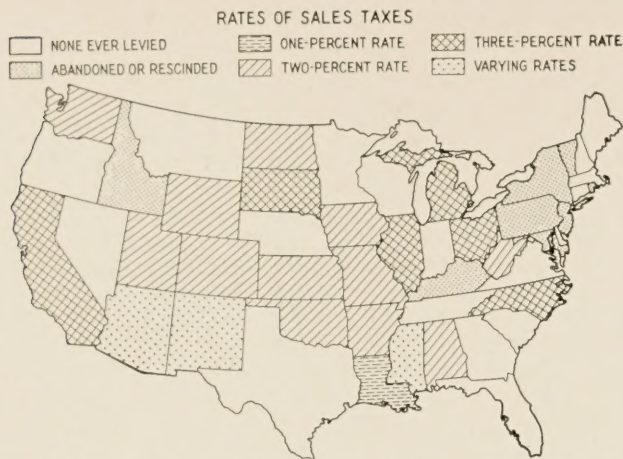 RATES OF SALES TAXES
NONE EVER LEVIED ONE-PERCENT RATE THREE-PERCENT RATE
ABANDONED OR RESCINDED TWO-PERCENT RATE VARYING RATES